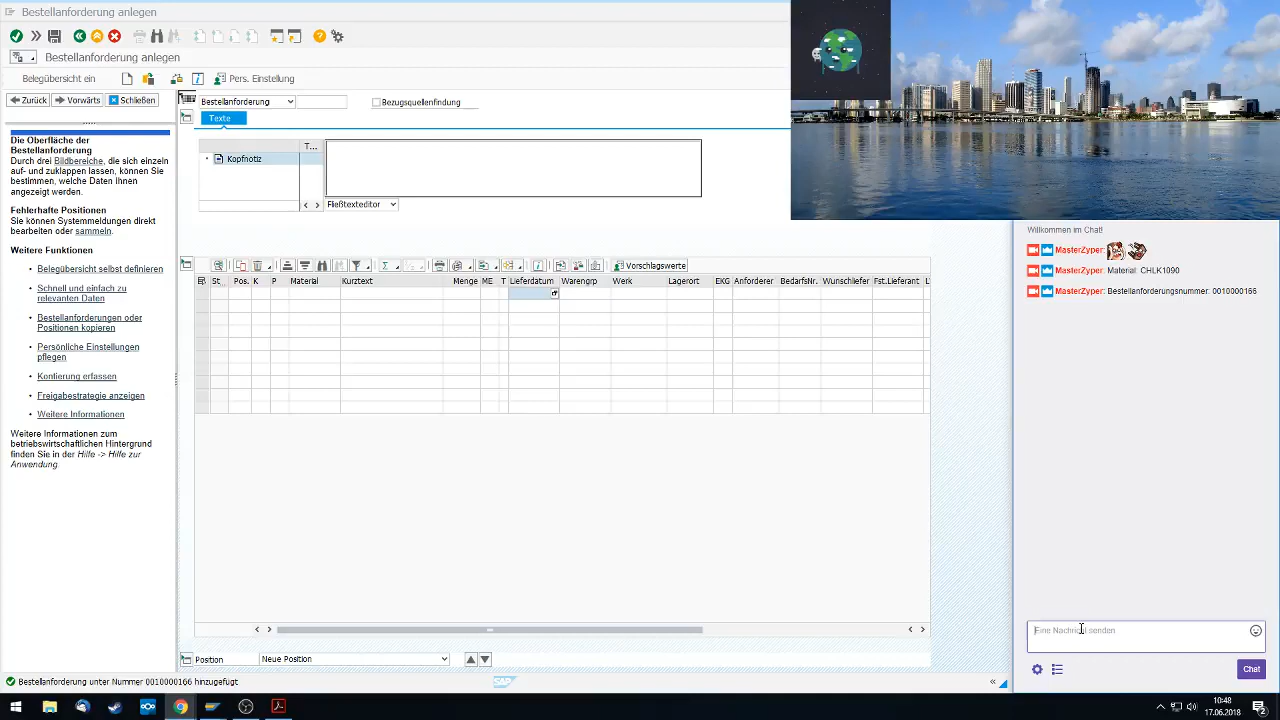 Bestellanforderung anlegen
Bestellanforderung anlegen
Belegübersicht ein
Pers. Einstellung
Zurück
Vorwärts
Schließen
Die Oberfläche der
Bestellanforderung
Durch drei Bildbereiche, die sich einzeln
auf- und zuklappen lassen, können Sie
bestimmen, welche Daten Ihnen
angezeigt werden.
Fehlerhafte Positionen
Sie können Systemmeldungen direkt
bearbeiten oder sammeln.
Weitere Funktionen
• Belegübersicht selbst definieren
• Schnell und einfach zu
relevanten Daten
• Bestellanforderungen oder
Positionen kopieren
• Persönliche Einstellungen
pflegen
• Kontierung erfassen
• Freigabestrategie anzeigen
• Weitere Informationen
Weitere Informationen zum
betriebswirtschaftlichen Hintergrund
finden Sie in der Hilfe -> Hilfe zur
Anwendung.
Bestellanforderung
Bezugsquellenfindung
Texte
T...
Kopfnotiz
Fließtexteditor
Vorschlagswerte
St... Pos. K P Material Kurztext Menge ME T Lieferdatum Warengrp Werk Lagerort EKG Anforderer BedarfsNr. Wunschliefer Fst.Lieferant L
Position
Neue Position
Bestellanforderung unter Nummer 0010000166 hinzugefügt
SAP
Willkommen im Chat!
MasterZyper:
MasterZyper: Material: CHLK1090
MasterZyper: Bestellanforderungsnummer: 0010000166
Eine Nachricht senden
Chat
10:48
17.06.2018
2